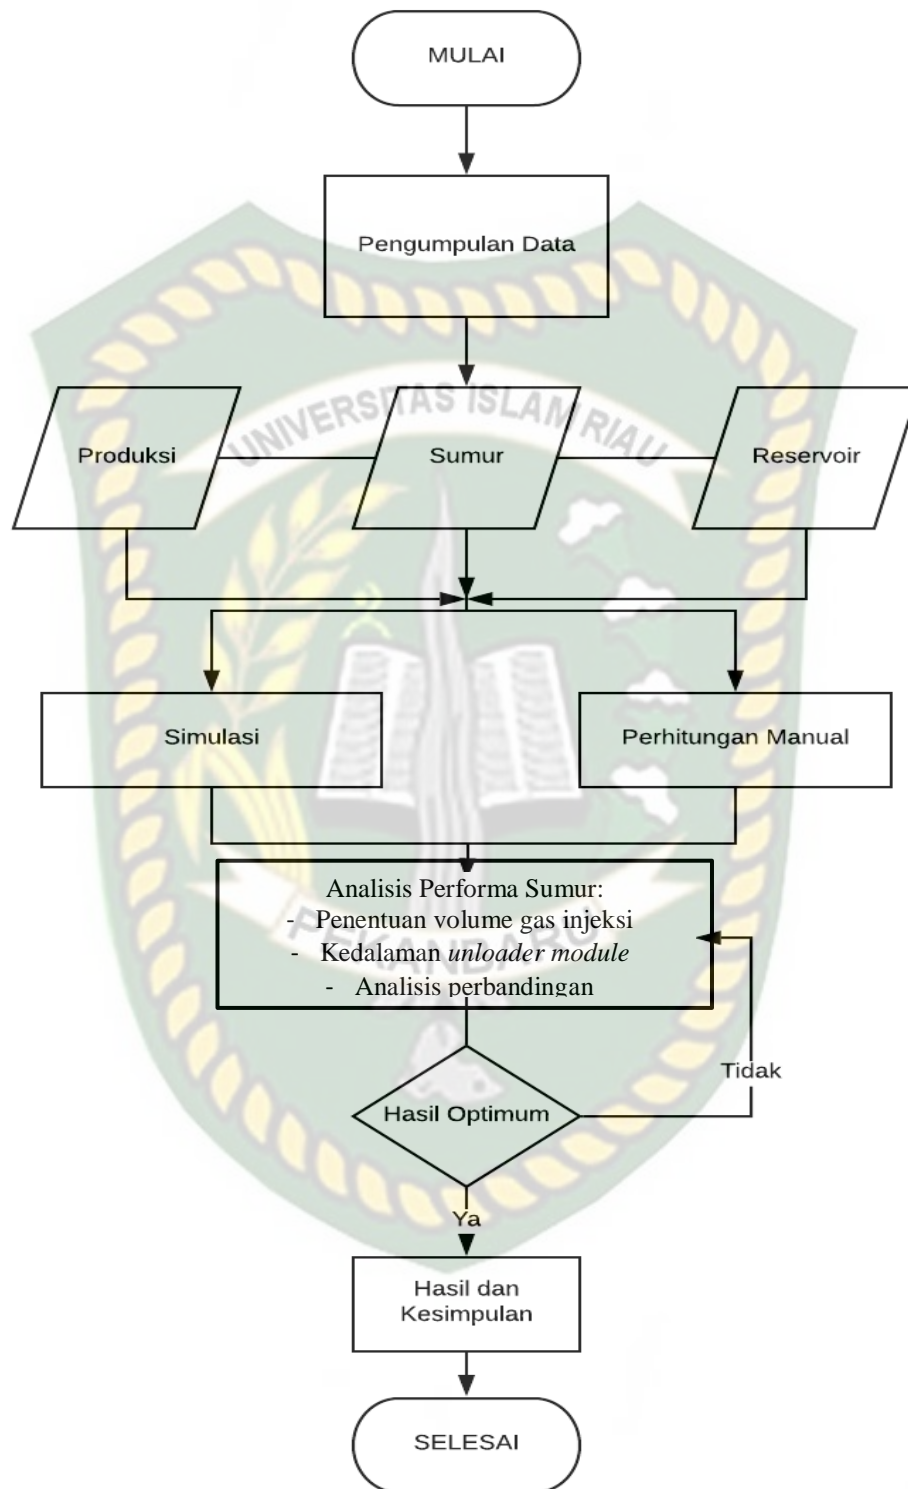 MULAI
Pengumpulan Data
UNIVERSITAS ISLAM RIAU
Produksi
Sumur
Reservoir
Simulasi
Perhitungan Manual
Analisis Performa Sumur:
- Penentuan volume gas injeksi
- Kedalaman unloader module
- Analisis perbandingan
PEKANBARU
Tidak
Hasil Optimum
Ya
Hasil dan
Kesimpulan
SELESAI